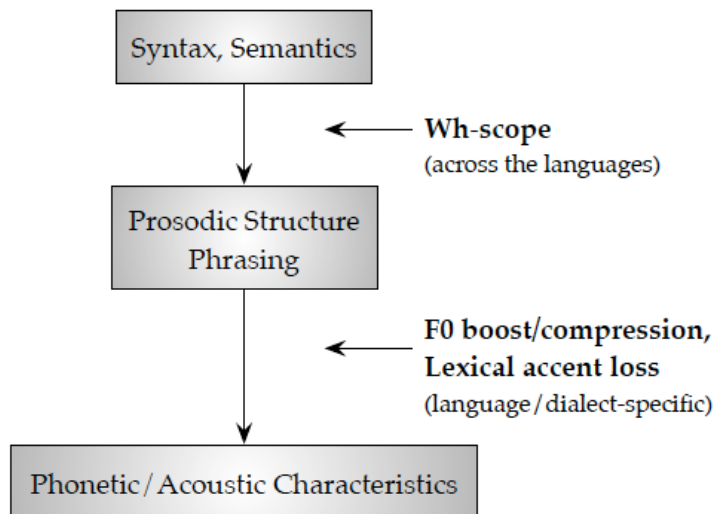 Syntax, Semantics
Wh-scope
(across the languages)
Prosodic Structure
Phrasing
F0 boost/compression,
Lexical accent loss
(language/dialect-specific)
Phonetic/Acoustic Characteristics